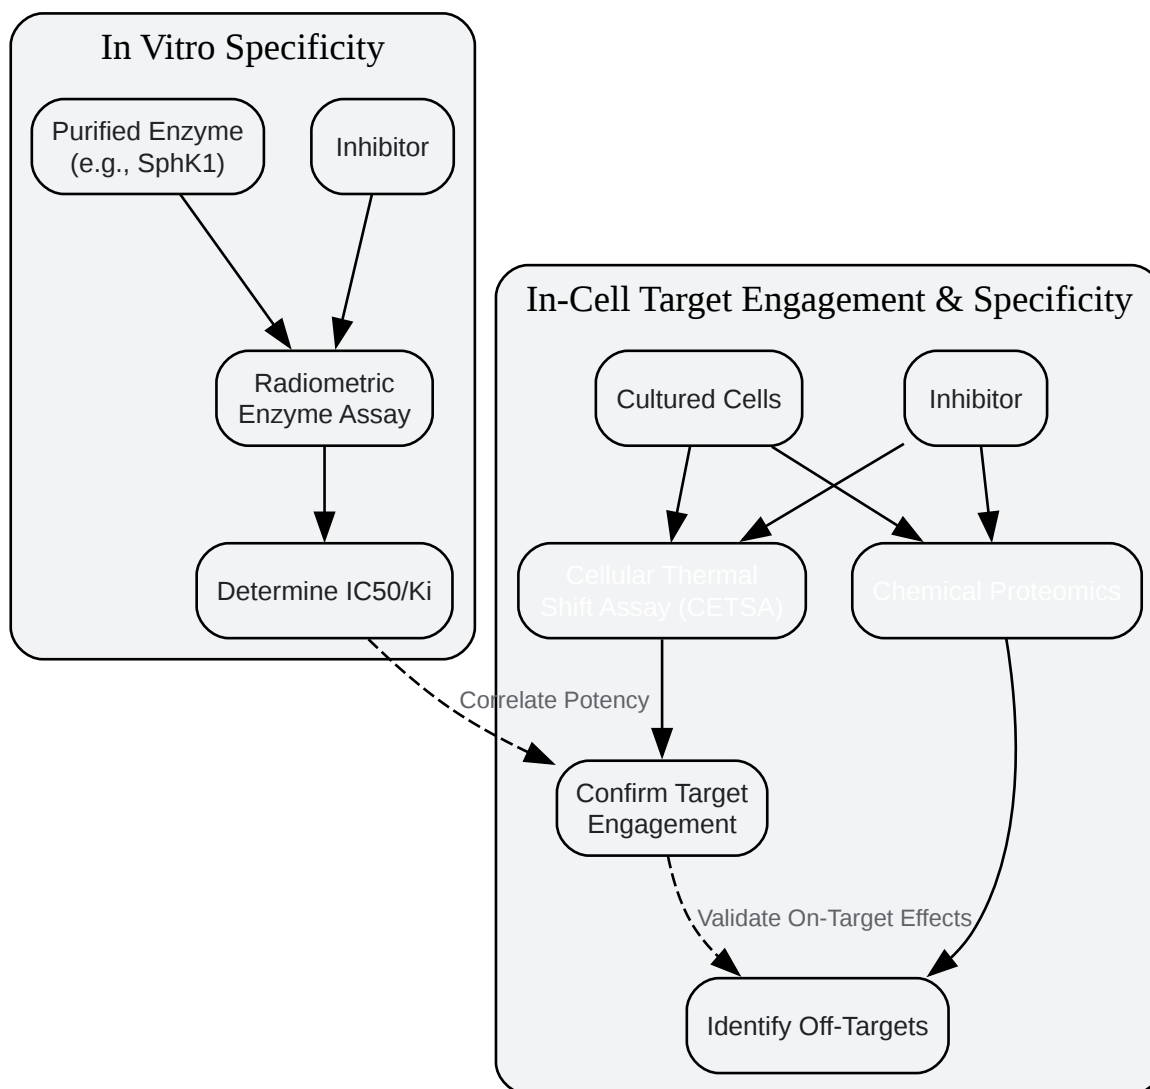 In Vitro Specificity
Purified Enzyme
(e.g., SphK1)
Inhibitor
Radiometric
Enzyme Assay
Determine IC50/Ki
In-Cell Target Engagement & Specificity
Cultured Cells
Inhibitor
Cellular Thermal
Shift Assay (CETSA)
Chemical Proteomics
Correlate Potency
Confirm Target
Engagement
Validate On-Target Effects
Identify Off-Targets